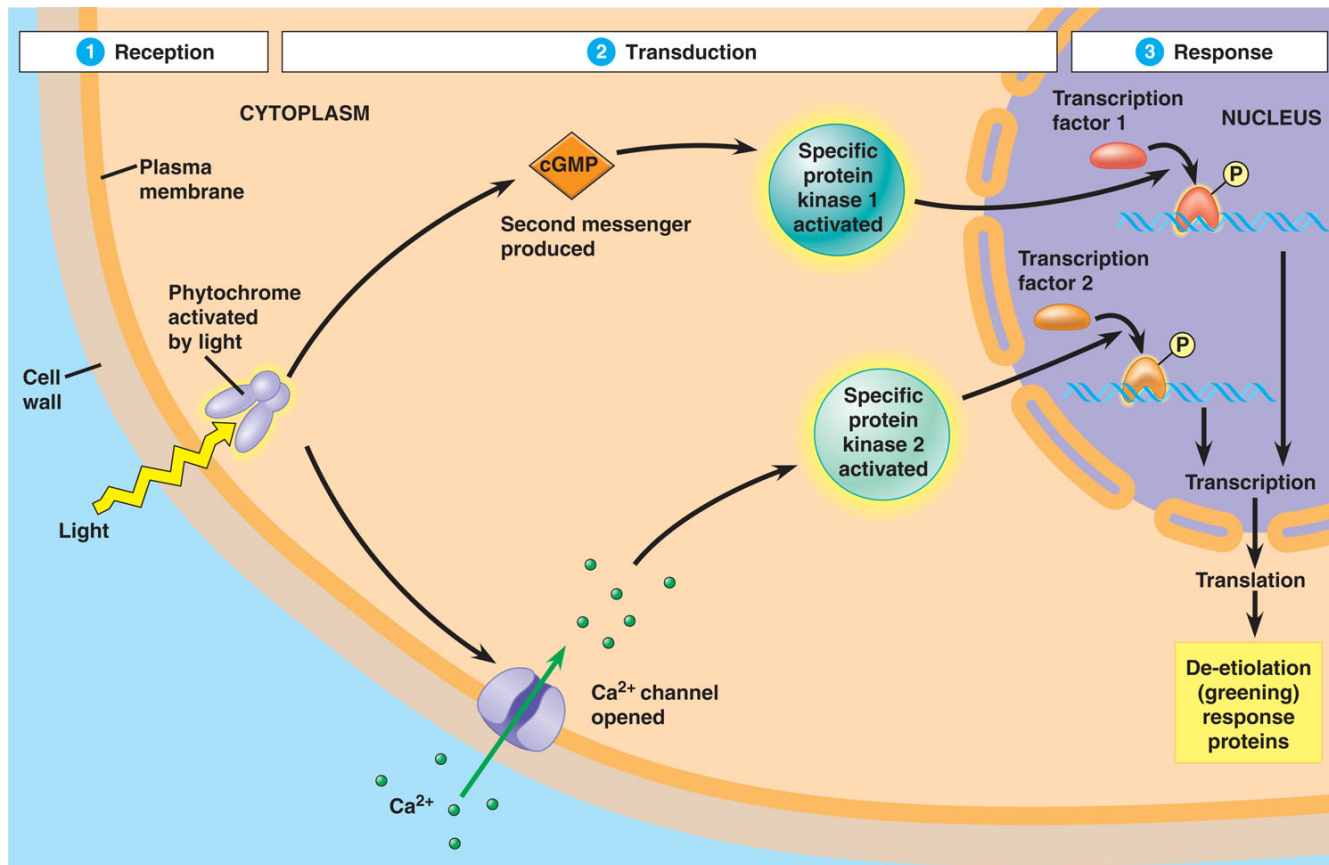 1 Reception
2 Transduction
3 Response
CYTOPLASM
NUCLEUS
Plasma
membrane
Cell
wall
Phytochrome
activated
by light
Light
cGMP
Second messenger
produced
Specific
protein
kinase 1
activated
Transcription
factor 1
P
Transcription
factor 2
P
Specific
protein
kinase 2
activated
Ca²⁺ channel
opened
Ca²⁺
Transcription
Translation
De-etiolation
(greening)
response
proteins